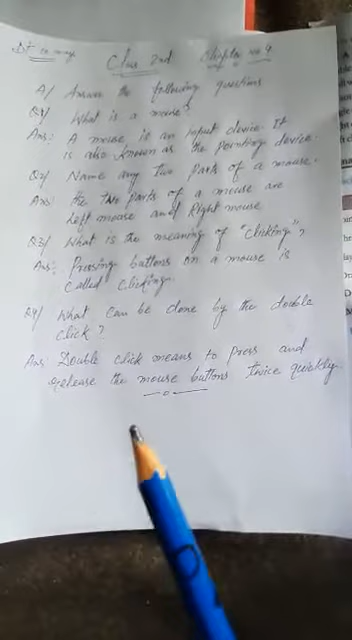 Class 2nd Chapter no 4
A/ Answer the following questions
Q1/ What is a mouse?
Ans: A mouse is an input device. It
is also known as the pointing device.
Q2/ Name any two parts of a mouse.
Ans: the two parts of a mouse are
left mouse and Right mouse
Q3/ What is the meaning of "Clicking"?
Ans: Pressing buttons on a mouse is
called clicking.
Q4/ What can be done by the double
click?
Ans Double click means to press and
release the mouse buttons twice quickly